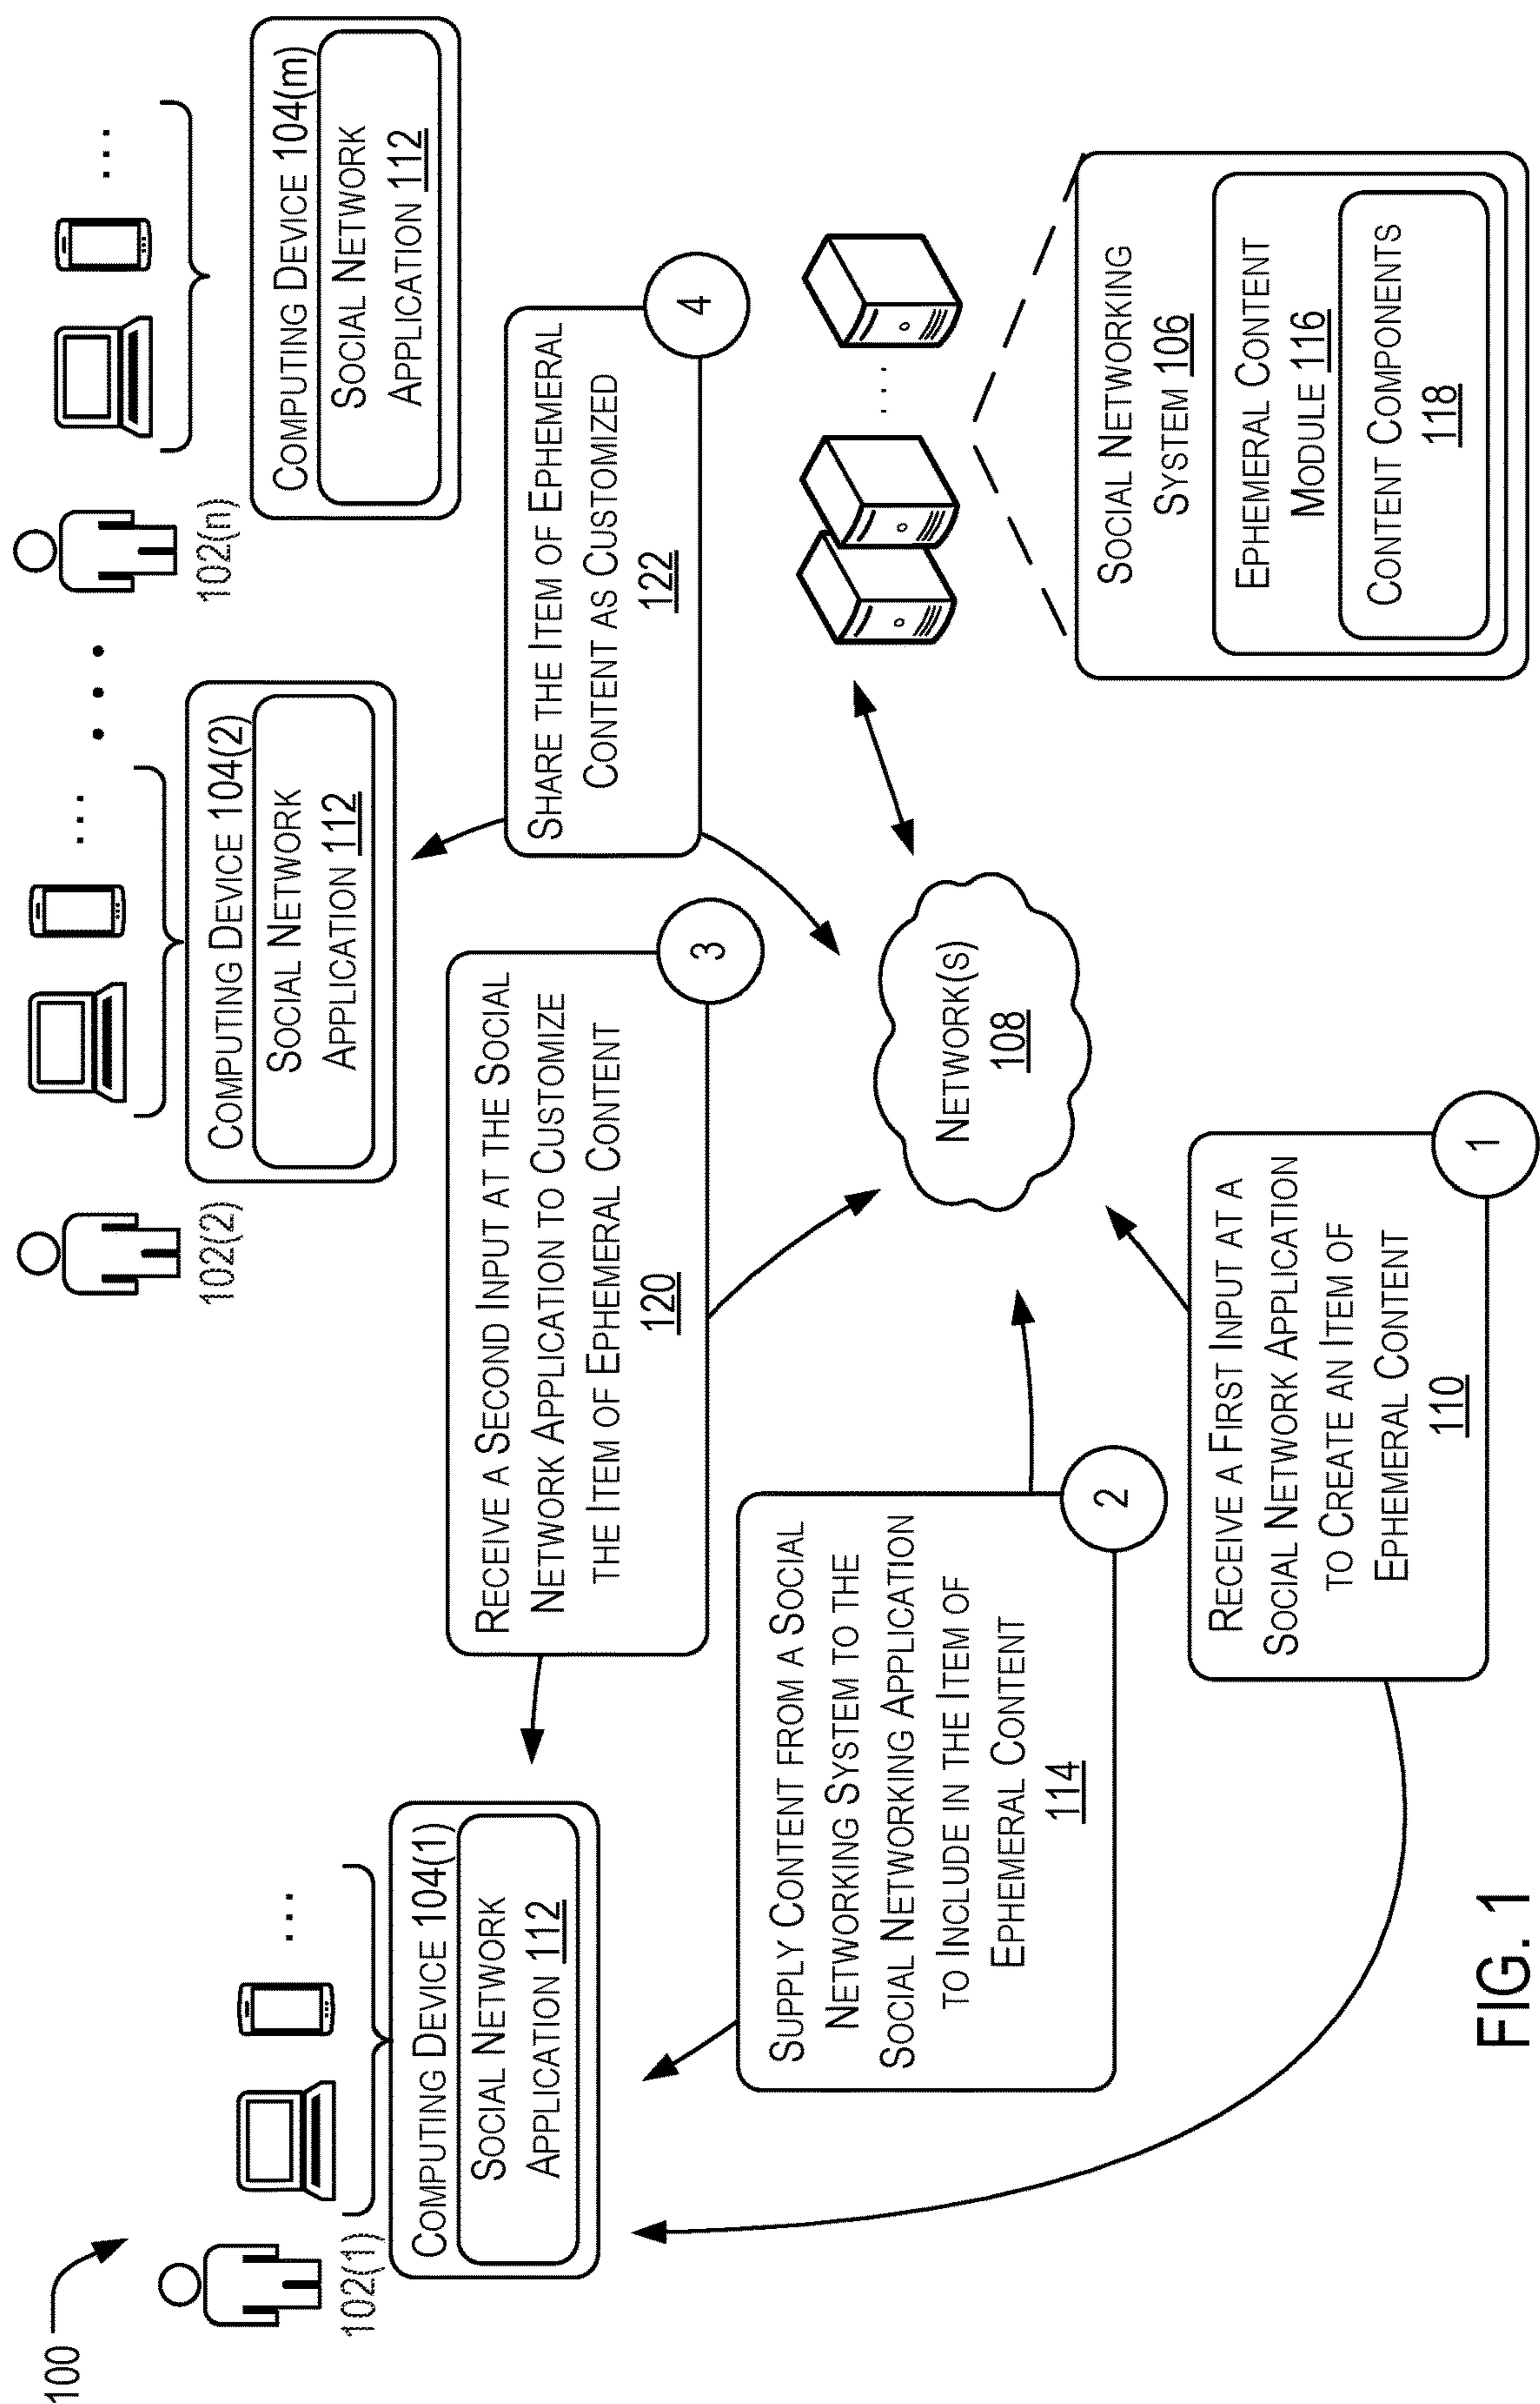 100
102(1)
COMPUTING DEVICE 104(1)
SOCIAL NETWORK
APPLICATION 112
...
102(2)
COMPUTING DEVICE 104(2)
SOCIAL NETWORK
APPLICATION 112
...
...
102(n)
COMPUTING DEVICE 104(m)
SOCIAL NETWORK
APPLICATION 112
...
RECEIVE A SECOND INPUT AT THE SOCIAL
NETWORK APPLICATION TO CUSTOMIZE
THE ITEM OF EPHEMERAL CONTENT
120
3
SHARE THE ITEM OF EPHEMERAL
CONTENT AS CUSTOMIZED
122
4
SUPPLY CONTENT FROM A SOCIAL
NETWORKING SYSTEM TO THE
SOCIAL NETWORKING APPLICATION
TO INCLUDE IN THE ITEM OF
EPHEMERAL CONTENT
114
2
NETWORK(S)
108
...
RECEIVE A FIRST INPUT AT A
SOCIAL NETWORK APPLICATION
TO CREATE AN ITEM OF
EPHEMERAL CONTENT
110
1
SOCIAL NETWORKING
SYSTEM 106
EPHEMERAL CONTENT
MODULE 116
CONTENT COMPONENTS
118
FIG. 1